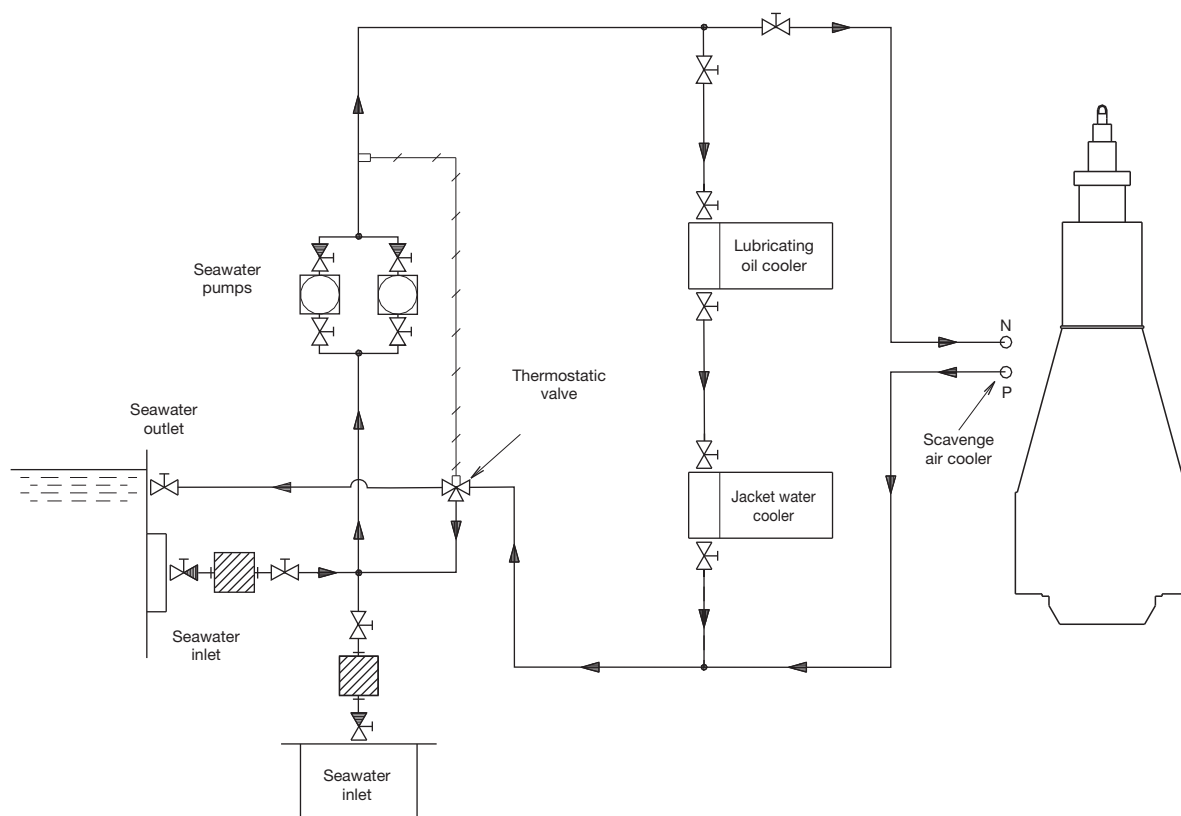 Lubricating
oil cooler
Seawater
pumps
N
P
Thermostatic
valve
Seawater
outlet
Scavenge
air cooler
Jacket water
cooler
Seawater
inlet
Seawater
inlet